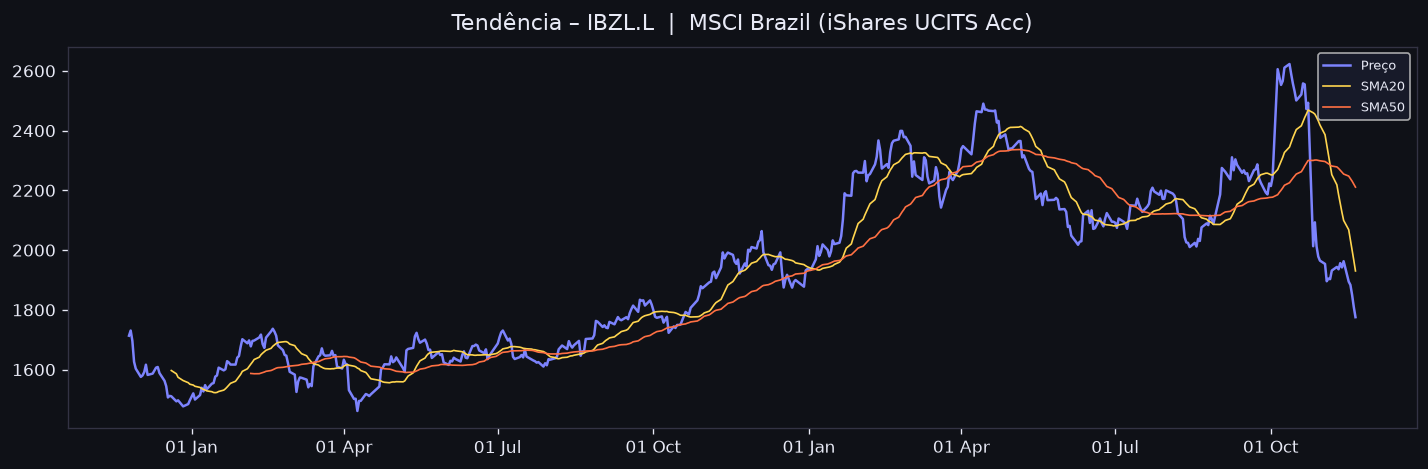 Tendência – IBZL.L | MSCI Brazil (iShares UCITS Acc)
Preço
SMA20
SMA50
2600
2400
2200
2000
1800
1600
01 Jan
01 Apr
01 Jul
01 Oct
01 Jan
01 Apr
01 Jul
01 Oct